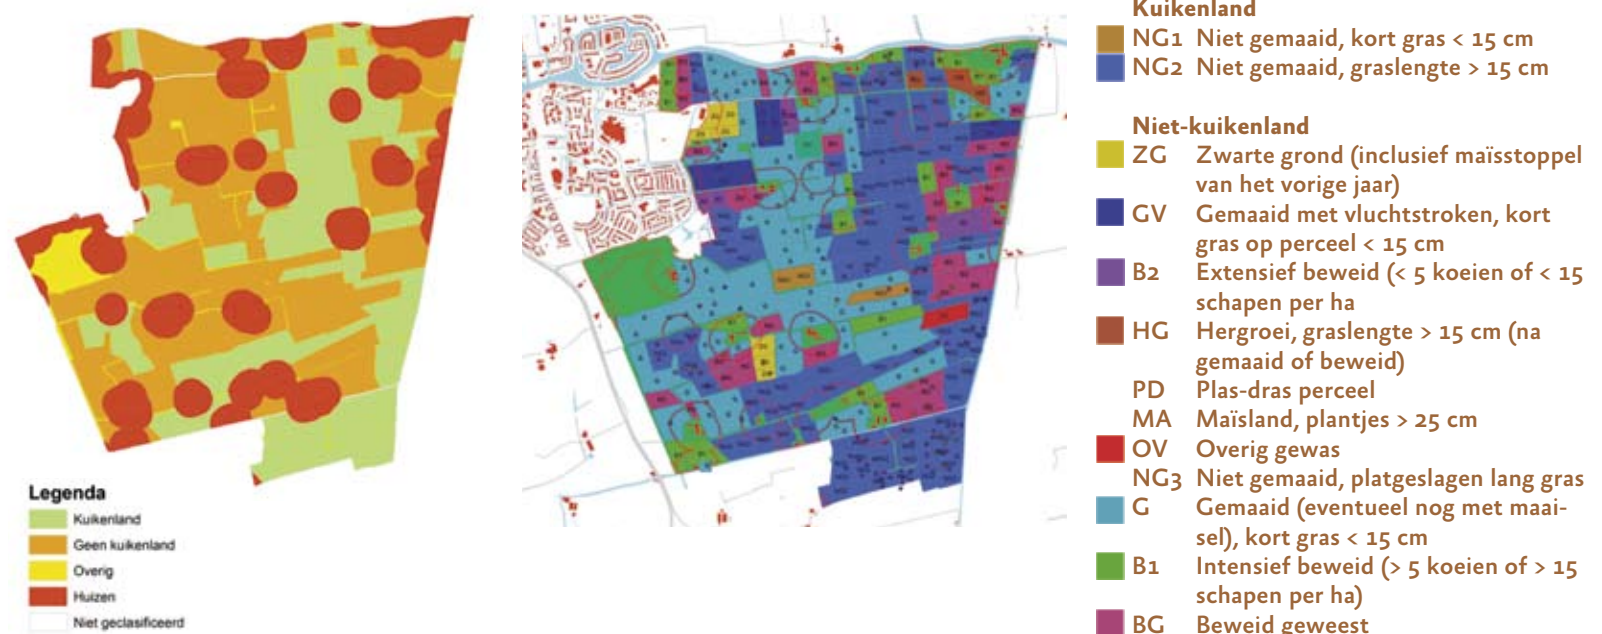 Legenda
Kuikenland
Geen kuikenland
Overig
Huizen
Niet geclasificeerd
Kuikenland
NG1 Niet gemaaid, kort gras < 15 cm
NG2 Niet gemaaid, graslengte > 15 cm
Niet-kuikenland
ZG Zwarte grond (inclusief maïsstoppel
van het vorige jaar)
GV Gemaaid met vluchtstroken, kort
gras op perceel < 15 cm
B2 Extensief beweid (< 5 koeien of < 15
schapen per ha
HG Hergroei, graslengte > 15 cm (na
gemaaid of beweid)
PD Plas-dras perceel
MA Maïsland, plantjes > 25 cm
OV Overig gewas
NG3 Niet gemaaid, platgeslagen lang gras
G Gemaaid (eventueel nog met maai-
sel), kort gras < 15 cm
B1 Intensief beweid (> 5 koeien of > 15
schapen per ha)
BG Beweid geweest